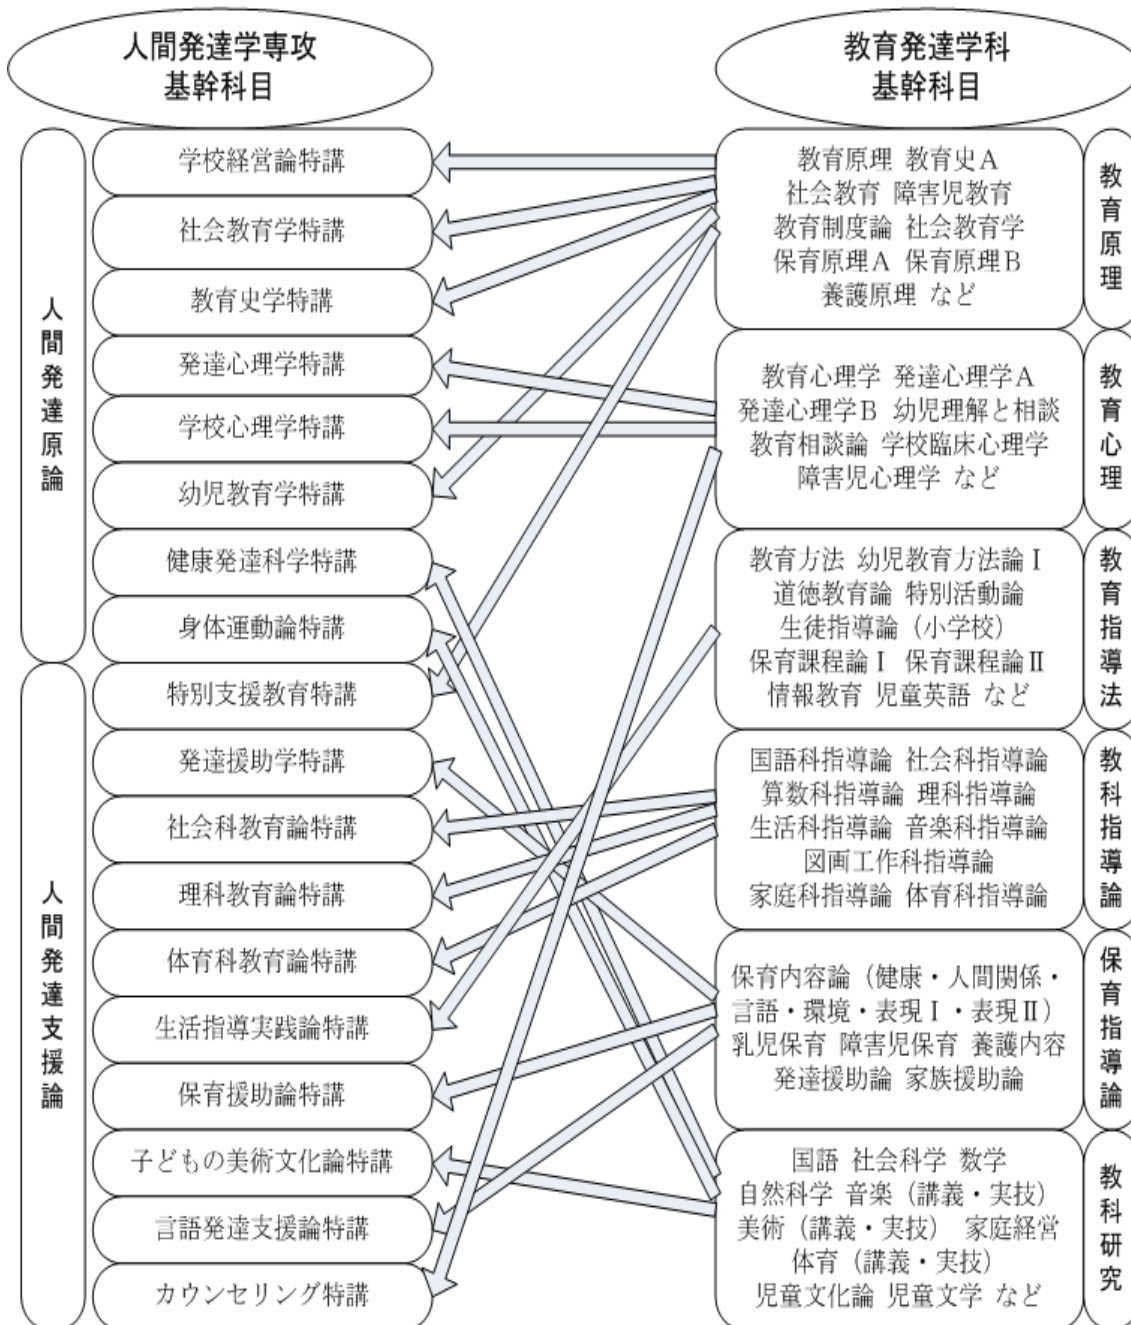 人間発達学専攻
基幹科目
人間発達原論
学校経営論特講
社会教育学特講
教育史学特講
発達心理学特講
学校心理学特講
幼児教育学特講
健康発達科学特講
身体運動論特講
人間発達支援論
特別支援教育特講
発達援助学特講
社会科教育論特講
理科教育論特講
体育科教育論特講
生活指導実践論特講
保育援助論特講
子どもの美術文化論特講
言語発達支援論特講
カウンセリング特講
教育発達学科
基幹科目
教育原理 教育史A
社会教育 障害児教育
教育制度論 社会教育学
保育原理A 保育原理B
養護原理 など
教育原理
教育心理学 発達心理学A
発達心理学B 幼児理解と相談
教育相談論 学校臨床心理学
障害児心理学 など
教育心理
教育方法 幼児教育方法論Ⅰ
道徳教育論 特別活動論
生徒指導論（小学校）
保育課程論Ⅰ 保育課程論Ⅱ
情報教育 児童英語 など
教育指導法
国語科指導論 社会科指導論
算数科指導論 理科指導論
生活科指導論 音楽科指導論
図画工作科指導論
家庭科指導論 体育科指導論
教科指導論
保育内容論（健康・人間関係・
言語・環境・表現Ⅰ・表現Ⅱ）
乳児保育 障害児保育 養護内容
発達援助論 家族援助論
保育指導論
国語 社会科学 数学
自然科学 音楽（講義・実技）
美術（講義・実技） 家庭経営
体育（講義・実技）
児童文化論 児童文学 など
教科研究